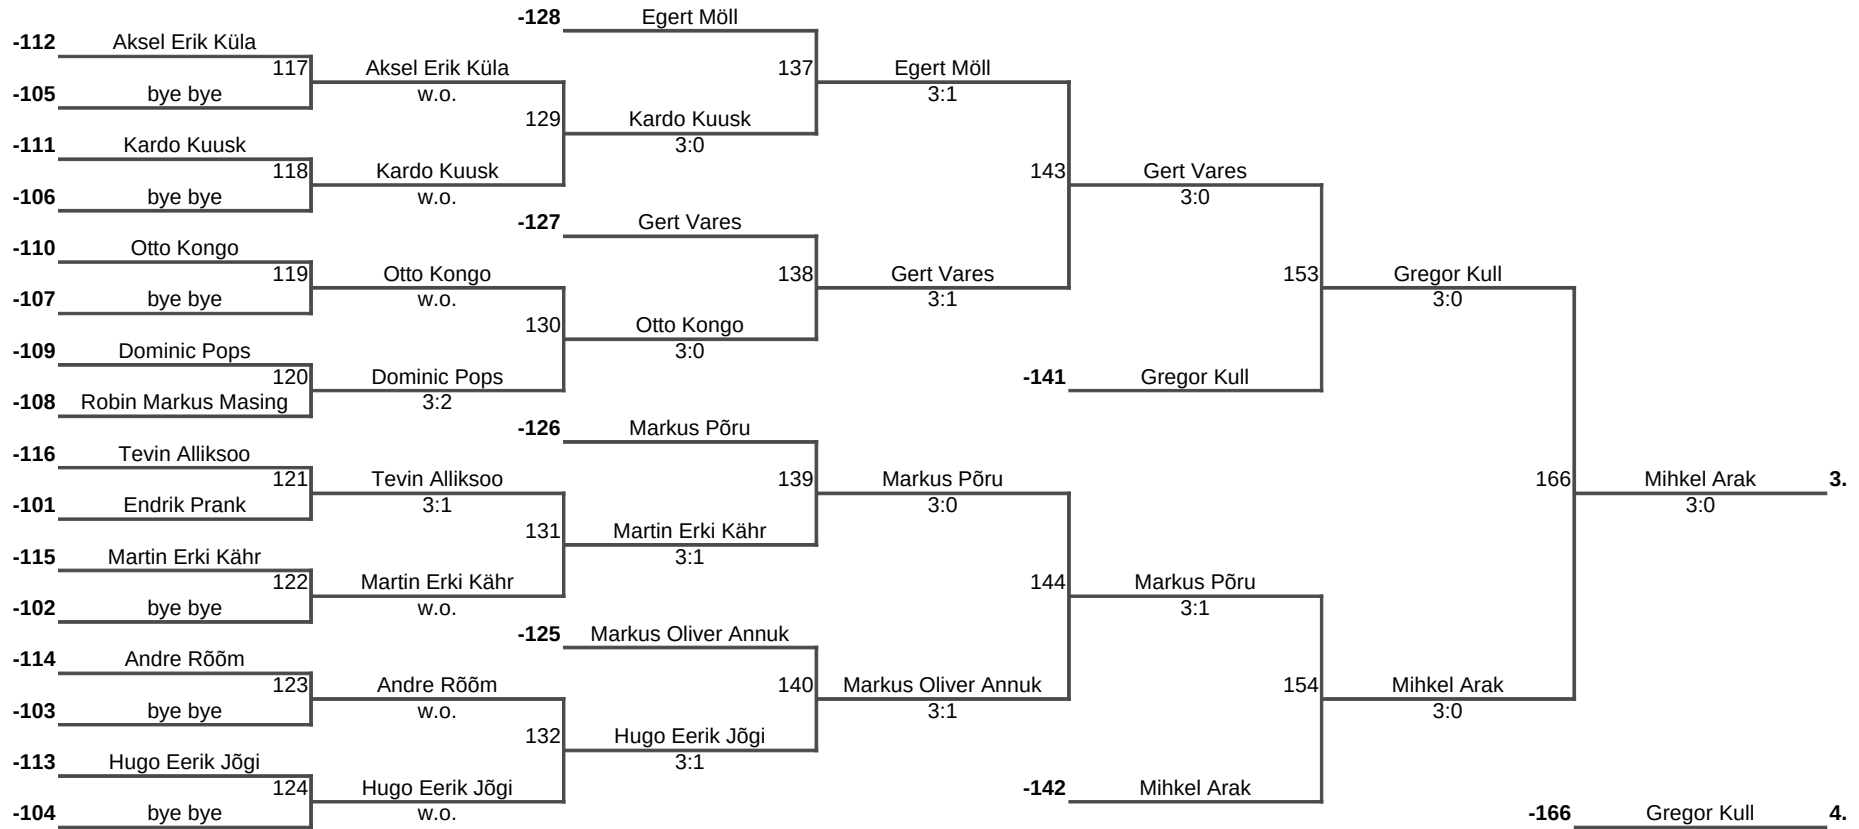 -128 Egert Möll
-112 Aksel Erik Küla
117 Aksel Erik Küla 137 Egert Möll
-105 bye bye w.o. 3:1
129 Kardo Kuusk
-111 Kardo Kuusk 3:0
118 Kardo Kuusk 143 Gert Vares
-106 bye bye w.o. 3:0
-127 Gert Vares
-110 Otto Kongo
119 Otto Kongo 138 Gert Vares 153 Gregor Kull
-107 bye bye w.o. 3:1 3:0
130 Otto Kongo
-109 Dominic Pops 3:0
120 Dominic Pops -141 Gregor Kull
-108 Robin Markus Masing 3:2
-126 Markus Põru
-116 Tevin Alliksoo
121 Tevin Alliksoo 139 Markus Põru 166 Mihkel Arak 3.
-101 Endrik Prank 3:1 3:0 3:0
131 Martin Erki Kähr
-115 Martin Erki Kähr 3:1
122 Martin Erki Kähr 144 Markus Põru
-102 bye bye w.o. 3:1
-125 Markus Oliver Annuk
-114 Andre Rõõm
123 Andre Rõõm 140 Markus Oliver Annuk 154 Mihkel Arak
-103 bye bye w.o. 3:1 3:0
132 Hugo Eerik Jõgi
-113 Hugo Eerik Jõgi 3:1
124 Hugo Eerik Jõgi -142 Mihkel Arak
-104 bye bye w.o. -166 Gregor Kull 4.